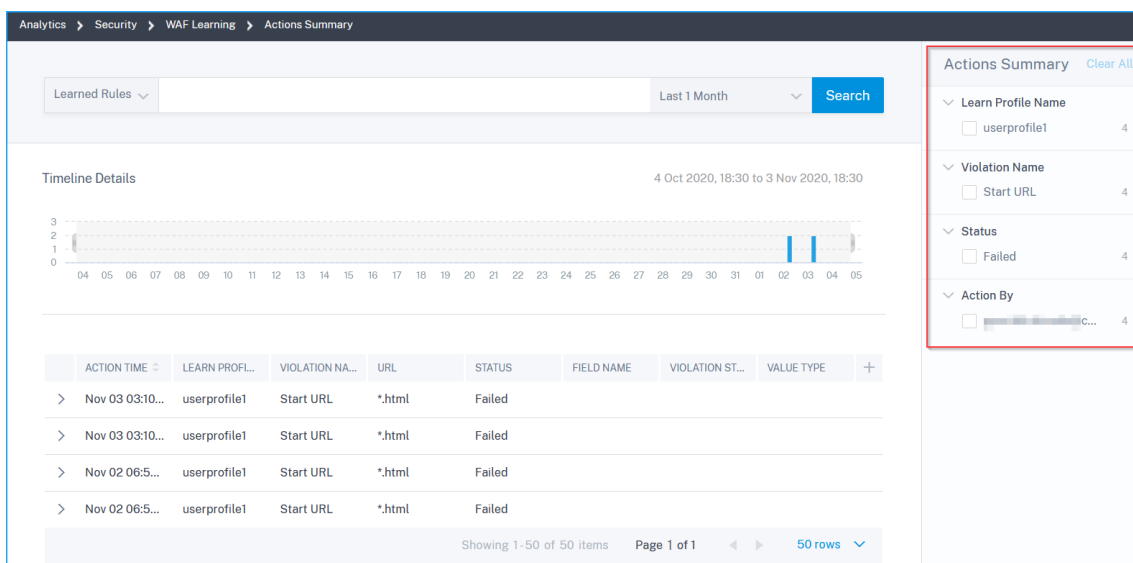 Analytics > Security > WAF Learning > Actions Summary
Learned Rules
Last 1 Month
Search
Timeline Details
4 Oct 2020, 18:30 to 3 Nov 2020, 18:30
3
2
1
0
04 05 06 07 08 09 10 11 12 13 14 15 16 17 18 19 20 21 22 23 24 25 26 27 28 29 30 31 01 02 03 04 05
ACTION TIME LEARN PROFI... VIOLATION NA... URL STATUS FIELD NAME VIOLATION ST... VALUE TYPE +
> Nov 03 03:10... userprofile1 Start URL *.html Failed
> Nov 03 03:10... userprofile1 Start URL *.html Failed
> Nov 02 06:5... userprofile1 Start URL *.html Failed
> Nov 02 06:5... userprofile1 Start URL *.html Failed
Showing 1-50 of 50 items Page 1 of 1 50 rows
Actions Summary Clear All
Learn Profile Name
userprofile1 4
Violation Name
Start URL 4
Status
Failed 4
Action By
c... 4